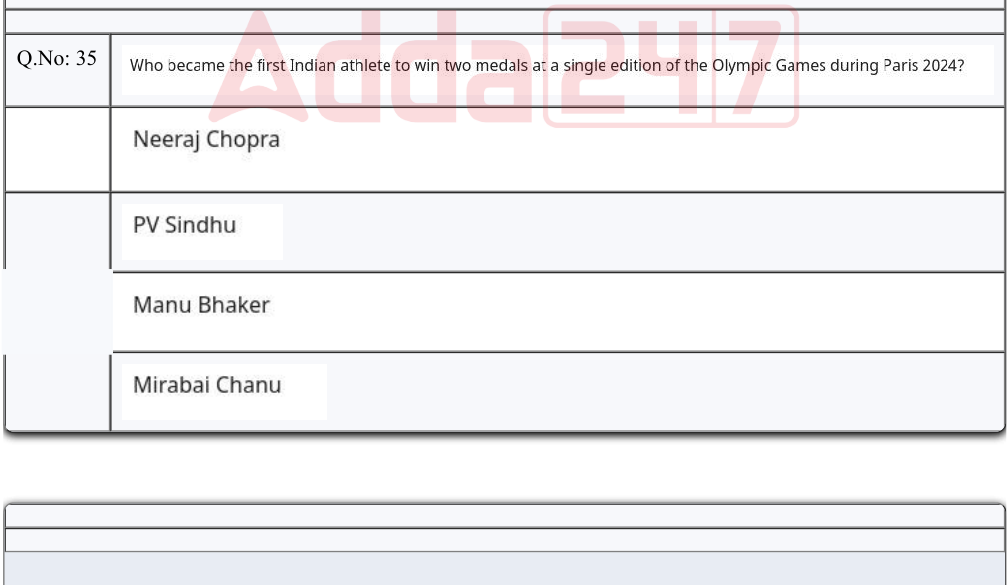 Adda247
Q.No: 35
Who became the first Indian athlete to win two medals at a single edition of the Olympic Games during Paris 2024?
Neeraj Chopra
PV Sindhu
Manu Bhaker
Mirabai Chanu